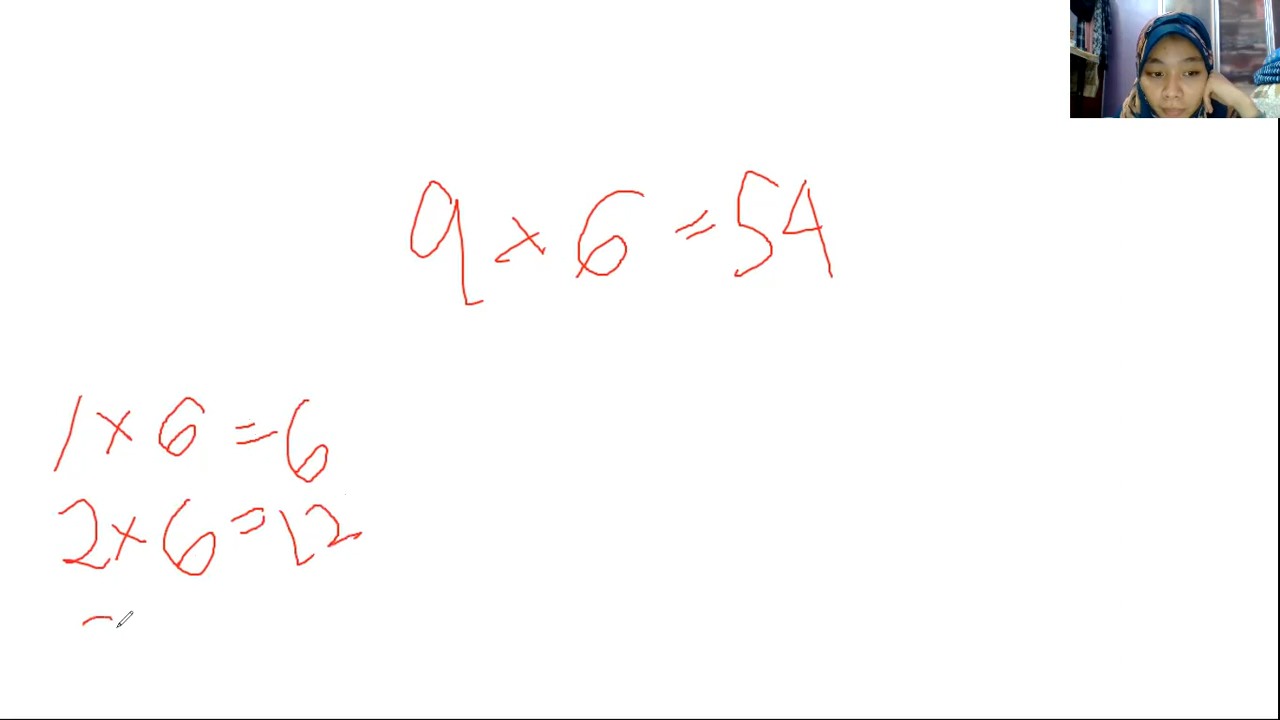 9 × 6 = 54
1 × 6 = 6
2 × 6 = 12